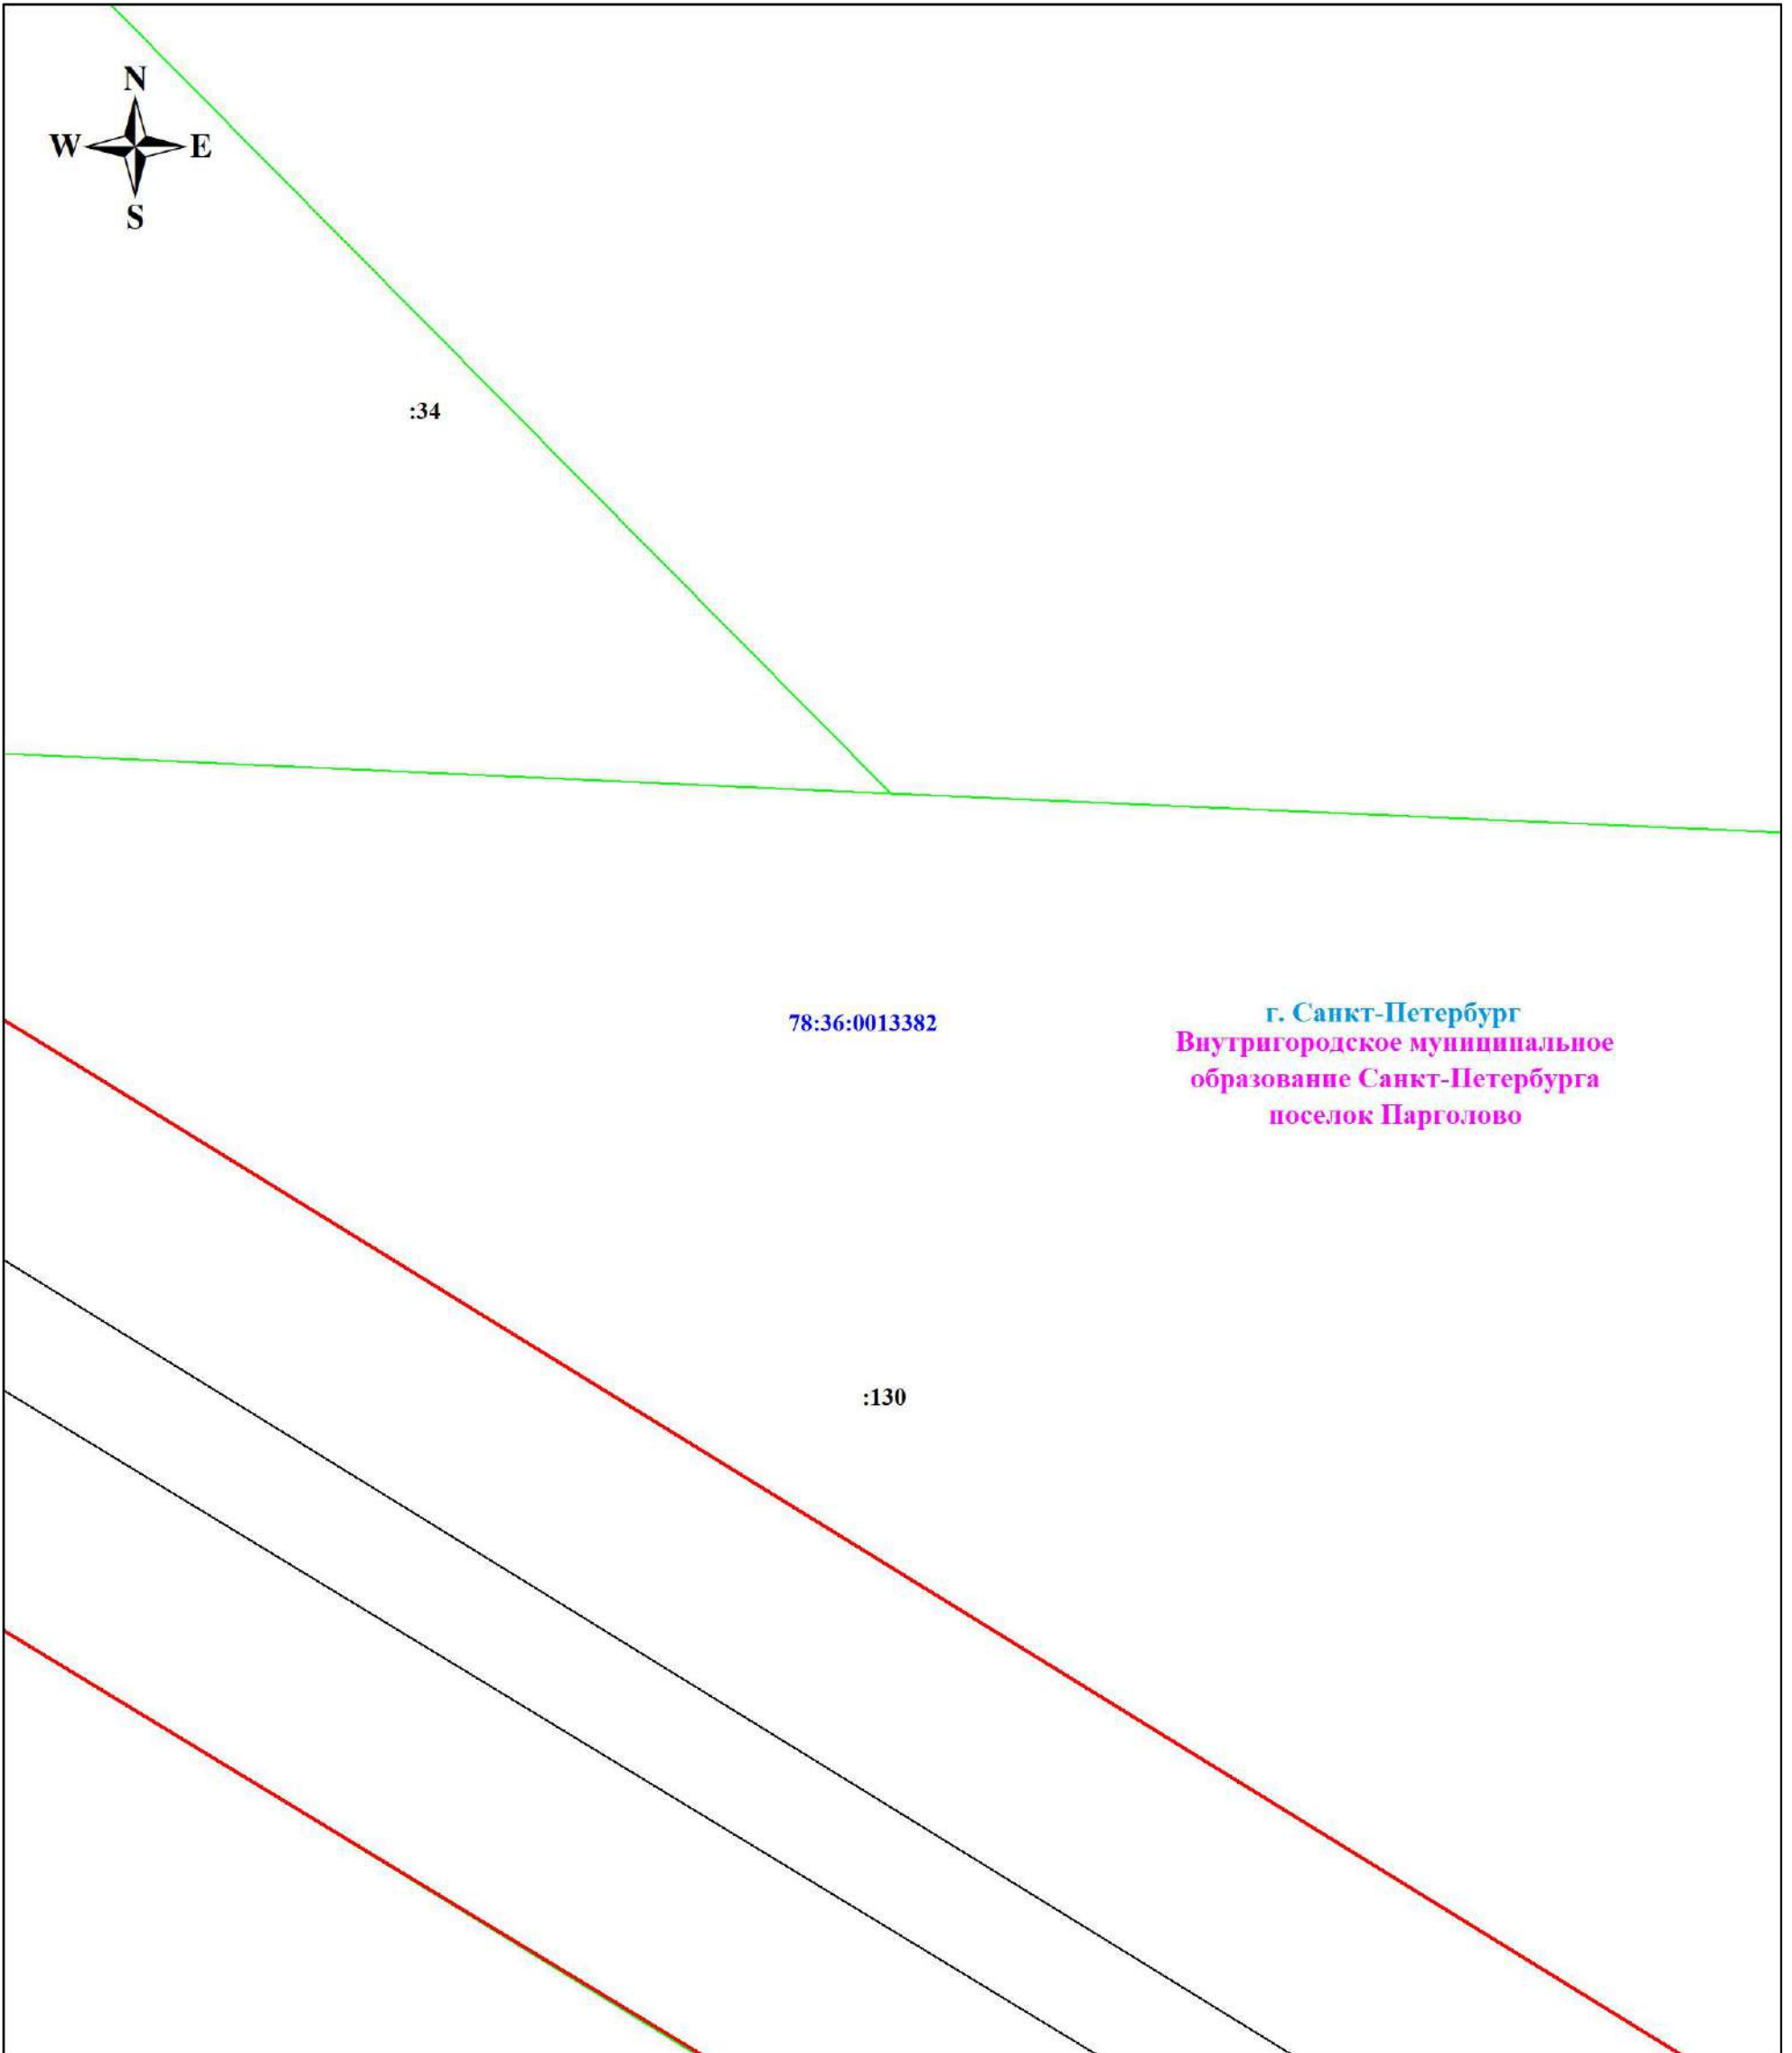 N
W E
S
:34
78:36:0013382
г. Санкт-Петербург
Внутригородское муниципальное
образование Санкт-Петербурга
поселок Парголово
:130